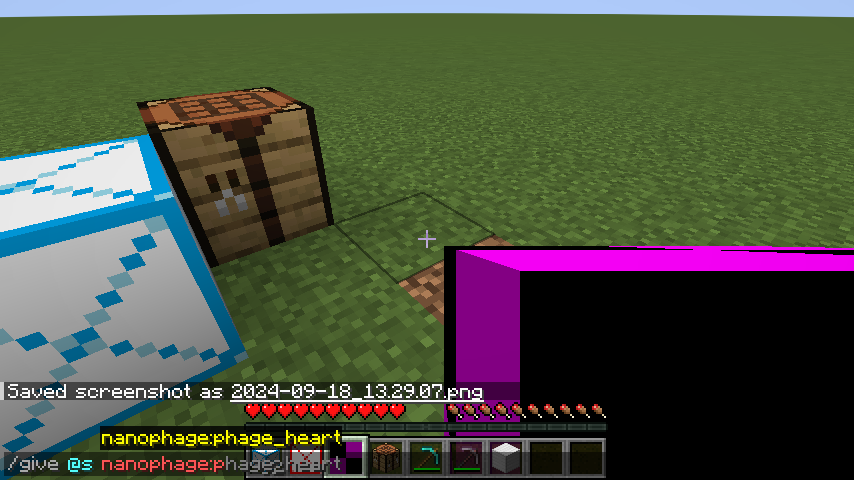 Saved screenshot as 2024-09-18_13.29.07.png
nanophage:phage_heart
/give @s nanophage:phage_heart